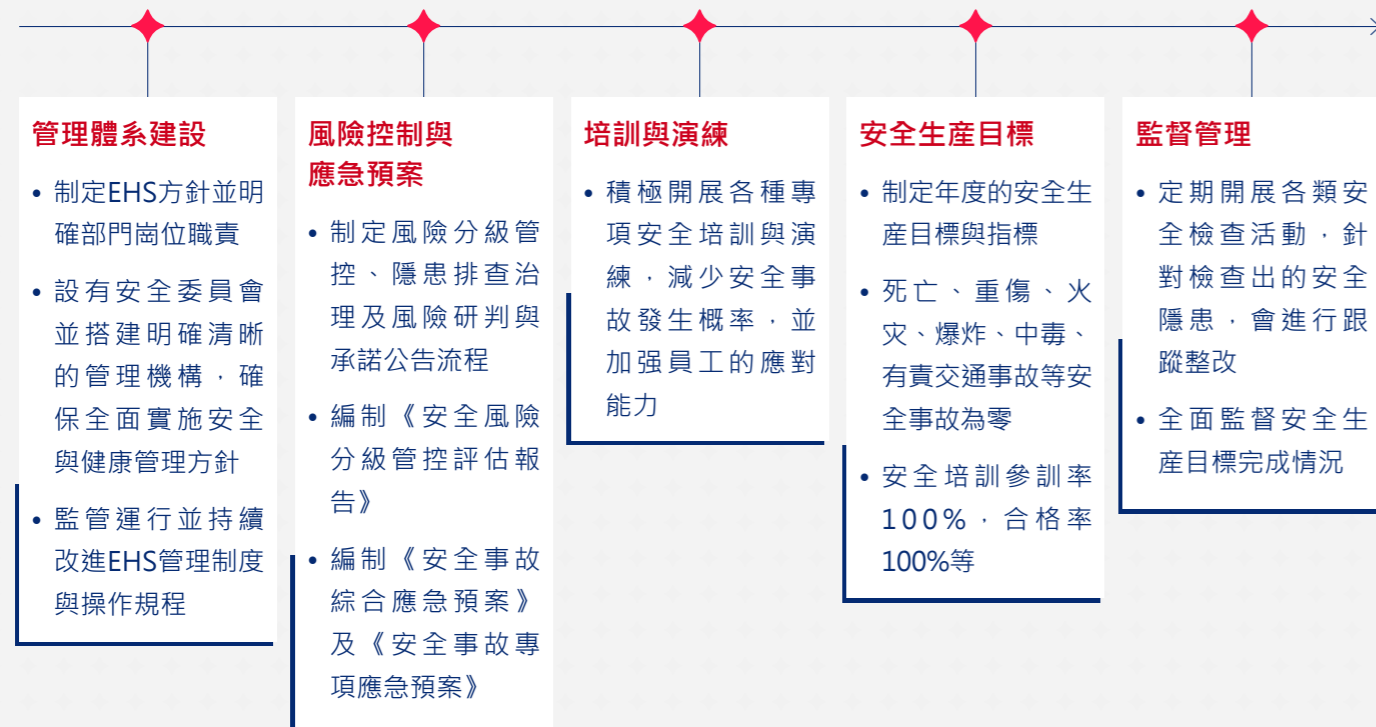 管理體系建設
• 制定EHS方針並明
確部門崗位職責
• 設有安全委員會
並搭建明確清晰
的管理機構，確
保全面實施安全
與健康管理方針
• 監管運行並持續
改進EHS管理制度
與操作規程
風險控制與
應急預案
• 制定風險分級管
控、隱患排查治
理及風險研判與
承諾公告流程
• 編制《安全風險
分級管控評估報
告》
• 編制《安全事故
綜合應急預案》
及《安全事故專
項應急預案》
培訓與演練
• 積極開展各種專
項安全培訓與演
練，減少安全事
故發生概率，並
加强員工的應對
能力
安全生産目標
• 制定年度的安全生
産目標與指標
• 死亡、重傷、火
灾、爆炸、中毒、
有責交通事故等安
全事故為零
• 安全培訓參訓率
100%，合格率
100%等
監督管理
• 定期開展各類安
全檢查活動，針
對檢查出的安全
隱患，會進行跟
蹤整改
• 全面監督安全生
産目標完成情況